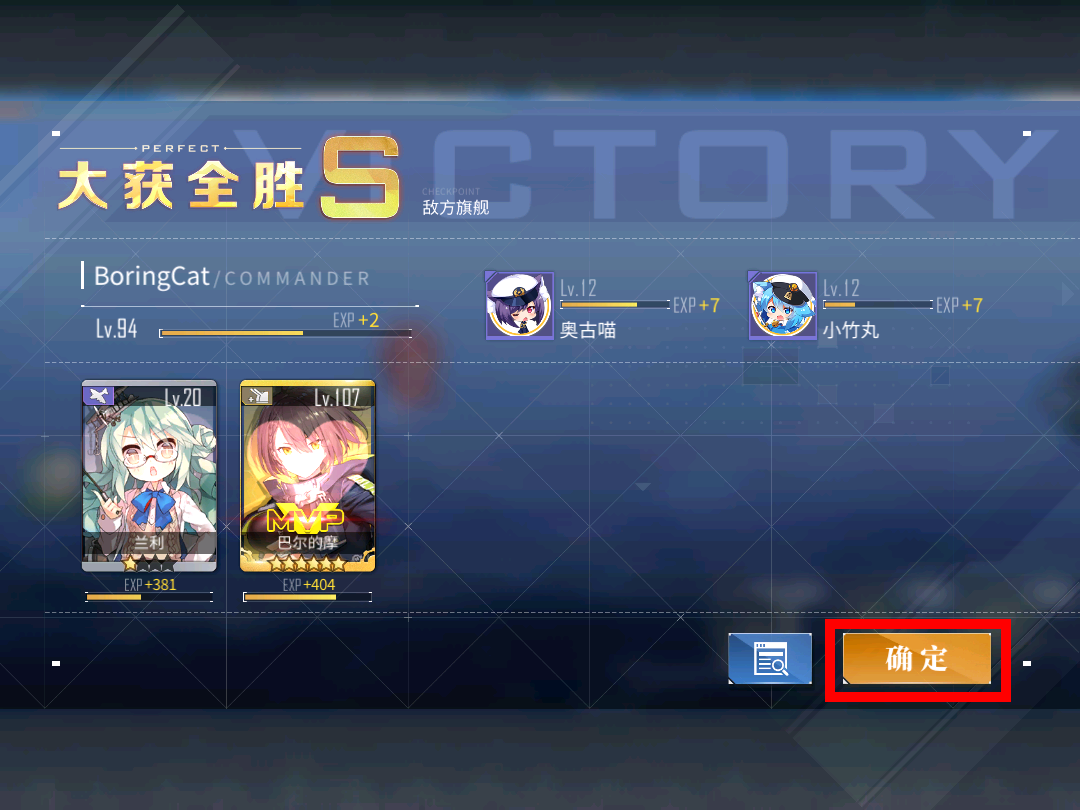 VICTORY
PERFECT
大获全胜 S
CHECKPOINT
敌方旗舰
BoringCat/COMMANDER
Lv.94
EXP +2
Lv.12
EXP +7
奥古喵
Lv.12
EXP +7
小竹丸
Lv.20
兰利
EXP +381
Lv.107
MVP
巴尔的摩
EXP +404
确定